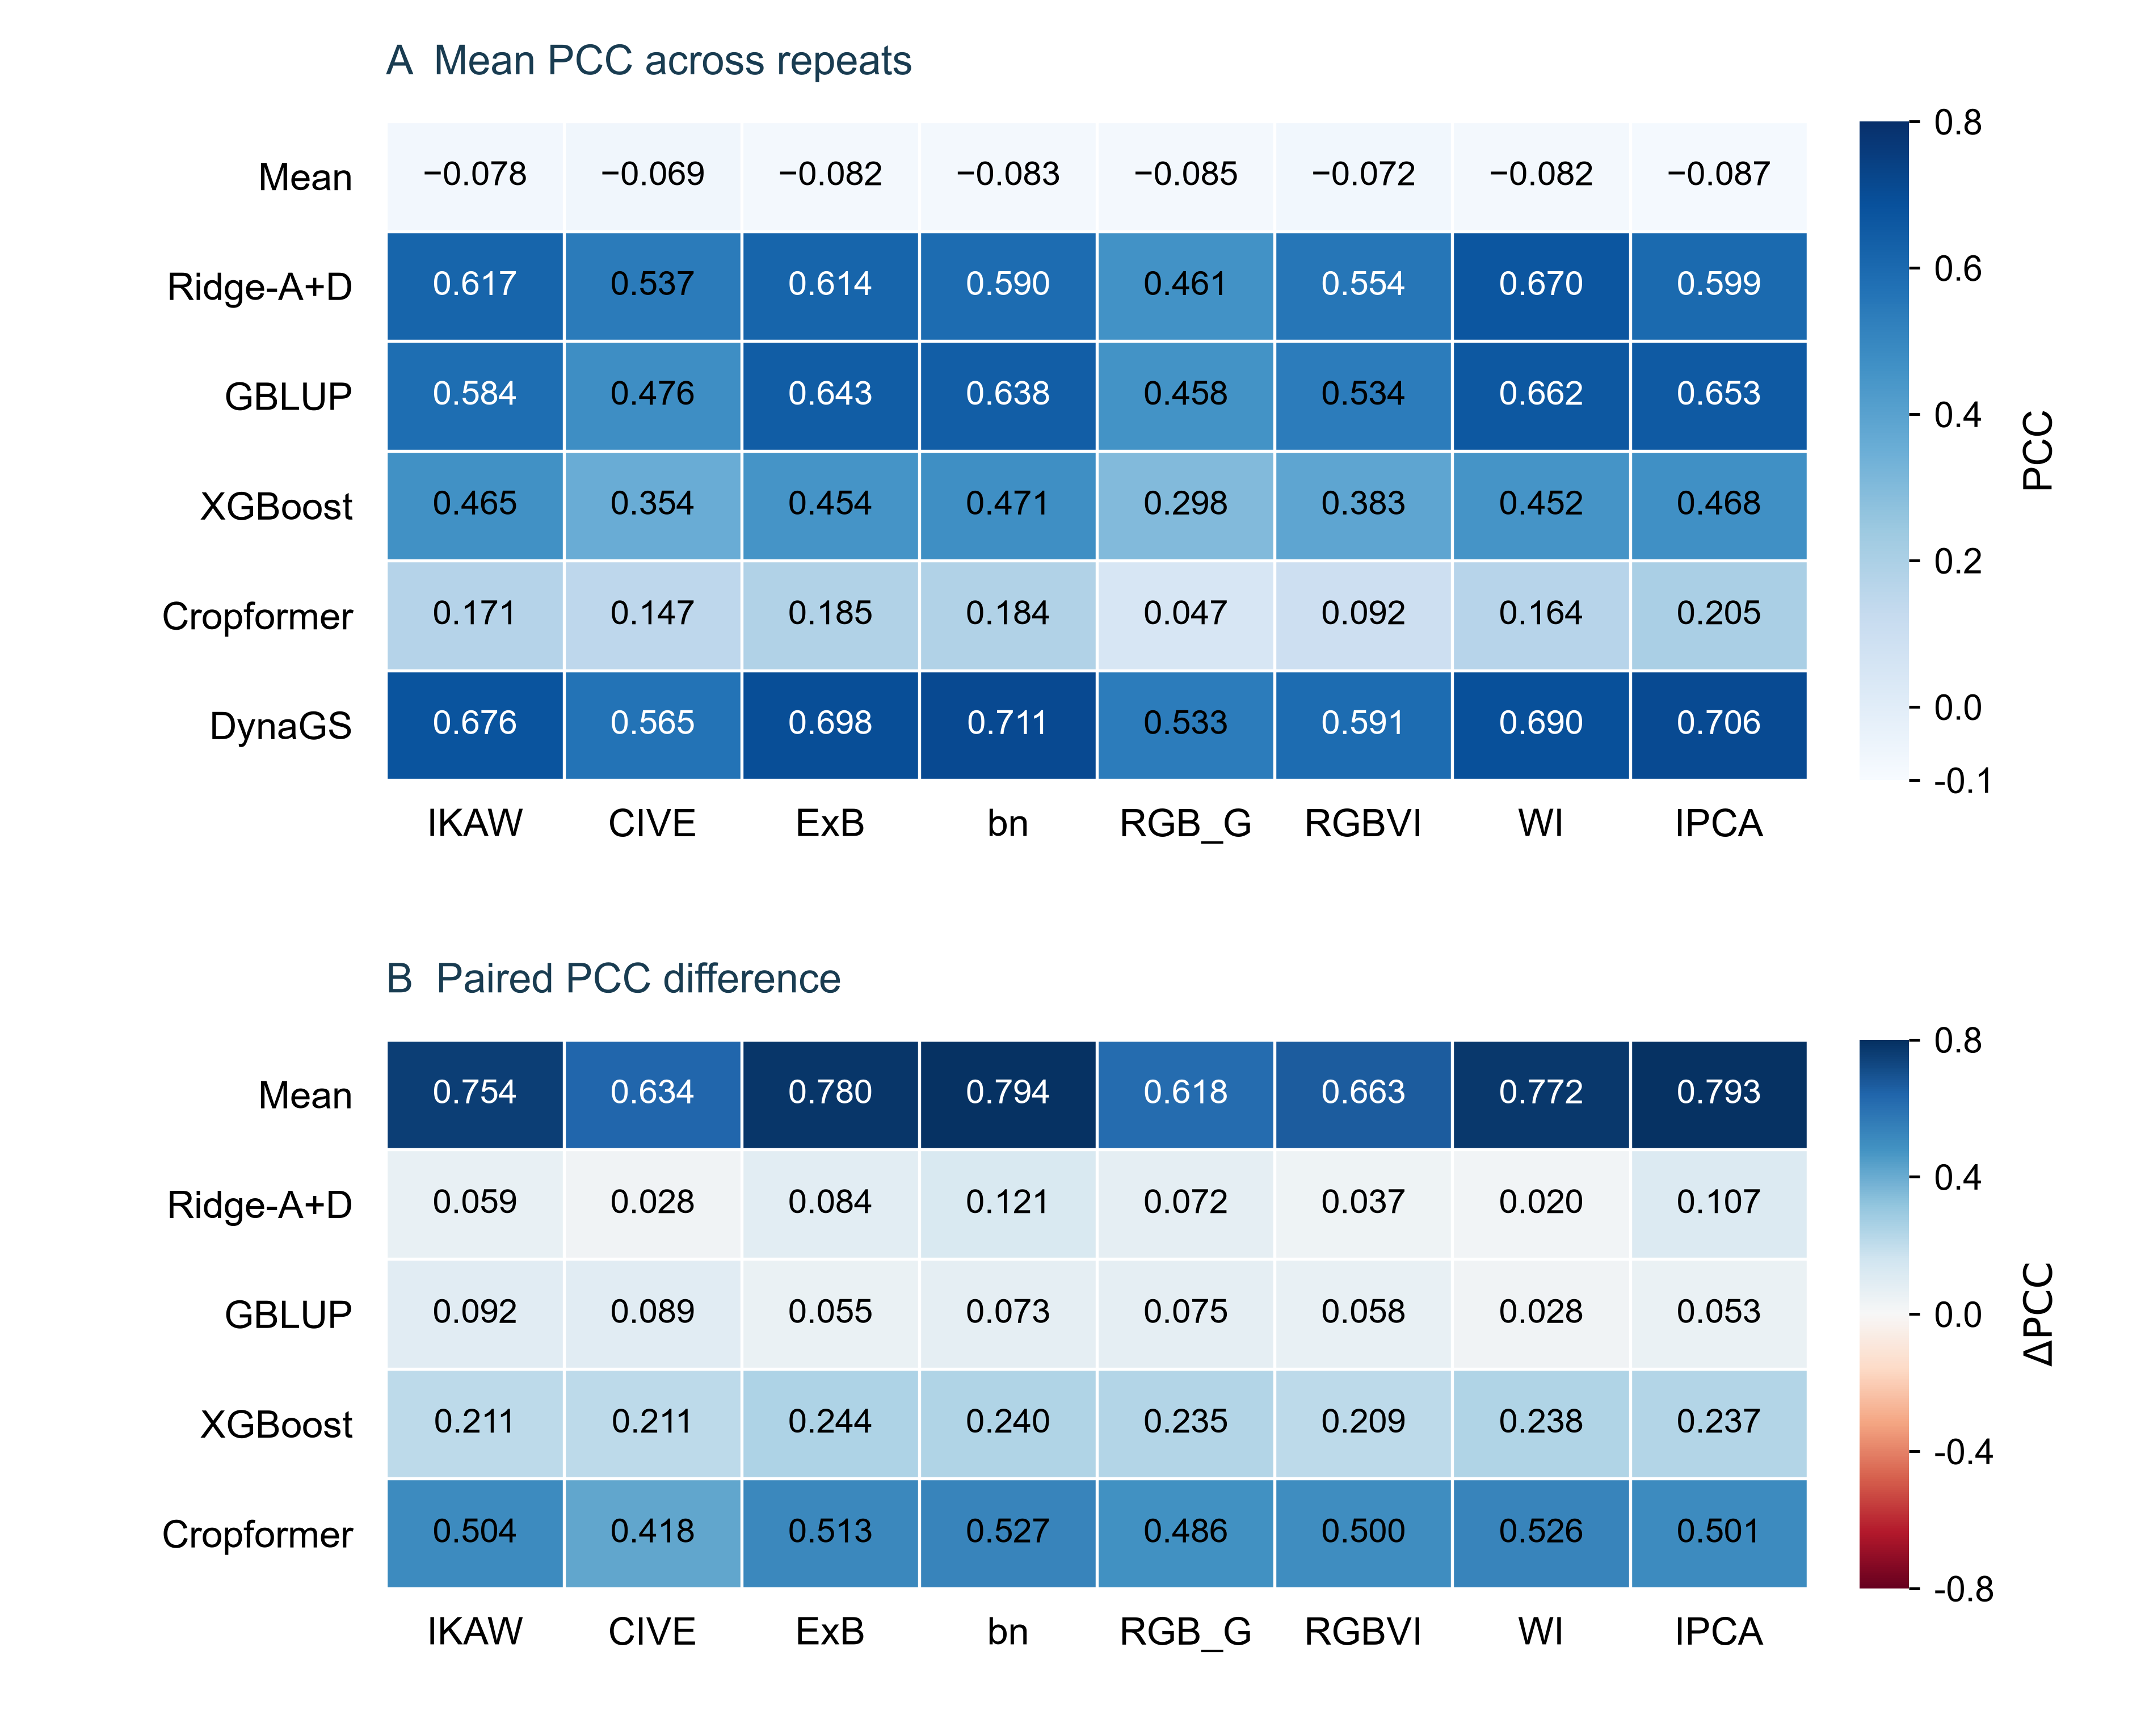 A Mean PCC across repeats
Mean −0.078 −0.069 −0.082 −0.083 −0.085 −0.072 −0.082 −0.087
Ridge-A+D 0.617 0.537 0.614 0.590 0.461 0.554 0.670 0.599
GBLUP 0.584 0.476 0.643 0.638 0.458 0.534 0.662 0.653
XGBoost 0.465 0.354 0.454 0.471 0.298 0.383 0.452 0.468
Cropformer 0.171 0.147 0.185 0.184 0.047 0.092 0.164 0.205
DynaGS 0.676 0.565 0.698 0.711 0.533 0.591 0.690 0.706
IKAW CIVE ExB bn RGB_G RGBVI WI IPCA
0.8
0.6
0.4
0.2
0.0
-0.1
PCC
B Paired PCC difference
Mean 0.754 0.634 0.780 0.794 0.618 0.663 0.772 0.793
Ridge-A+D 0.059 0.028 0.084 0.121 0.072 0.037 0.020 0.107
GBLUP 0.092 0.089 0.055 0.073 0.075 0.058 0.028 0.053
XGBoost 0.211 0.211 0.244 0.240 0.235 0.209 0.238 0.237
Cropformer 0.504 0.418 0.513 0.527 0.486 0.500 0.526 0.501
IKAW CIVE ExB bn RGB_G RGBVI WI IPCA
0.8
0.4
0.0
-0.4
-0.8
ΔPCC